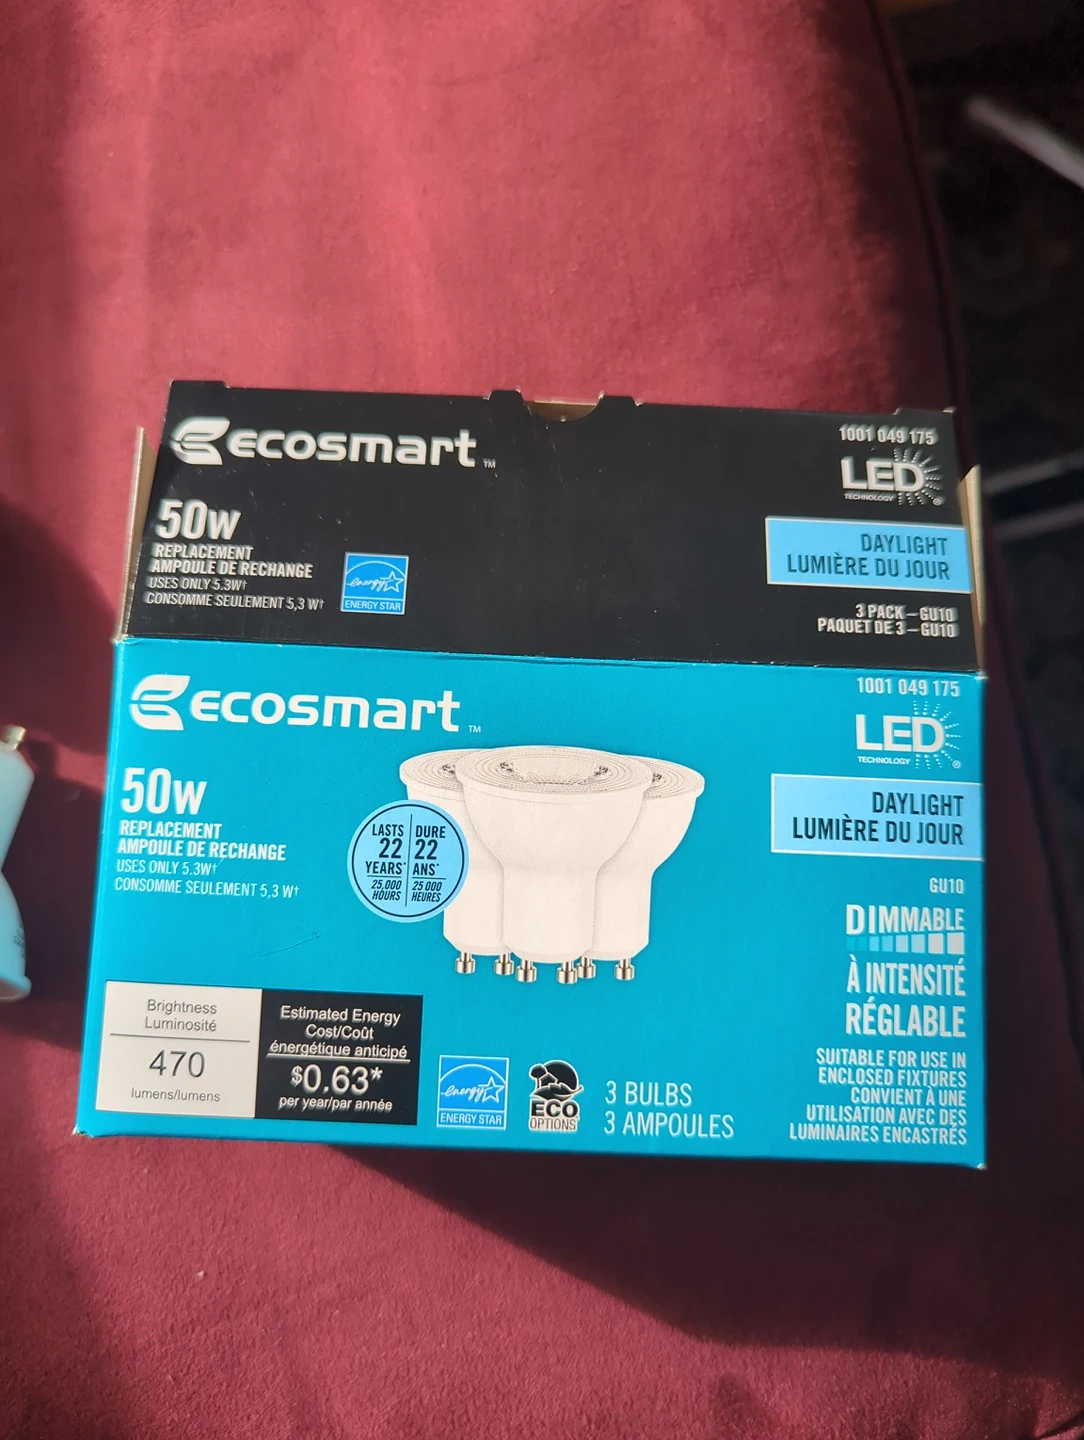 ecosmart™
1001 049 175
LED
TECHNOLOGY ®
50W
REPLACEMENT
AMPOULE DE RECHANGE
USES ONLY 5.3W†
CONSOMME SEULEMENT 5,3 W†
energy
ENERGY STAR
DAYLIGHT
LUMIÈRE DU JOUR
3 PACK – GU10
PAQUET DE 3 – GU10
ecosmart™
1001 049 175
LED
TECHNOLOGY ®
50W
REPLACEMENT
AMPOULE DE RECHANGE
USES ONLY 5.3W†
CONSOMME SEULEMENT 5,3 W†
LASTS
22
YEARS*
25,000
HOURS
DURE
22
ANS*
25 000
HEURES
DAYLIGHT
LUMIÈRE DU JOUR
GU10
DIMMABLE
À INTENSITÉ
RÉGLABLE
SUITABLE FOR USE IN
ENCLOSED FIXTURES
CONVIENT À UNE
UTILISATION AVEC DES
LUMINAIRES ENCASTRÉS
Brightness
Luminosité
470
lumens/lumens
Estimated Energy
Cost/Coût
énergétique anticipé
$0.63*
per year/par année
energy
ENERGY STAR
ECO
OPTIONS
3 BULBS
3 AMPOULES